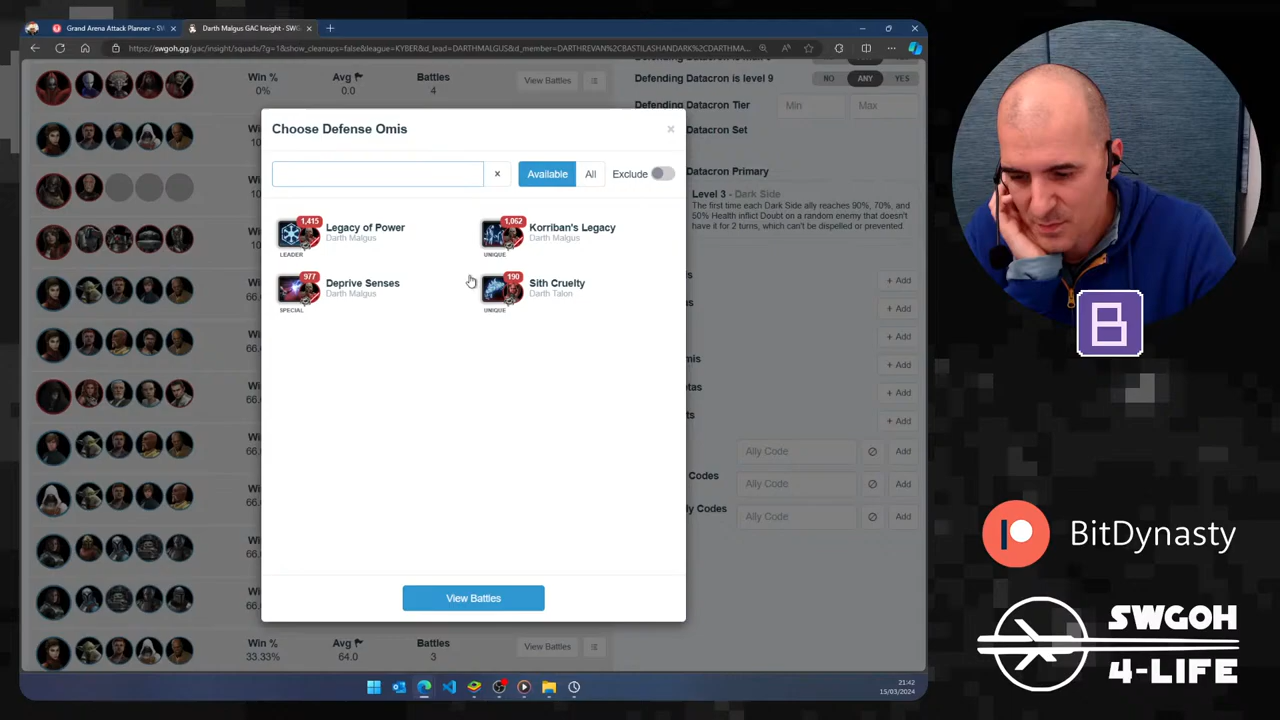 Grand Arena Attack Planner - SW
Darth Malgus GAC Insight - SWG
https://swgoh.gg/gac/insight/squads/?g=1&show_cleanups=false&league=KYBER&d_lead=DARTHMALGUS&d_member=DARTHREVAN%2CBASTILASHANDARK%2CDARTHMA...
Win % Avg Battles
0% 0.0 4
View Battles
Defending Datacron is level 9
NO ANY YES
Defending Datacron Tier
Min Max
Datacron Set
Datacron Primary
Level 3 - Dark Side
The first time each Dark Side ally reaches 90%, 70%, and
50% Health inflict Doubt on a random enemy that doesn't
have it for 2 turns, which can't be dispelled or prevented.
Choose Defense Omis
×
x
Available All
Exclude
1,415
Legacy of Power
Darth Malgus
LEADER
1,062
Korriban's Legacy
Darth Malgus
UNIQUE
977
Deprive Senses
Darth Malgus
SPECIAL
190
Sith Cruelty
Darth Talon
UNIQUE
View Battles
+ Add
+ Add
+ Add
+ Add
+ Add
+ Add
Ally Code Add
Codes Ally Code Add
ly Codes Ally Code Add
Win % Avg Battles
33.33% 64.0 3
View Battles
21:42
15/03/2024
B
BitDynasty
SWGOH
4-LIFE